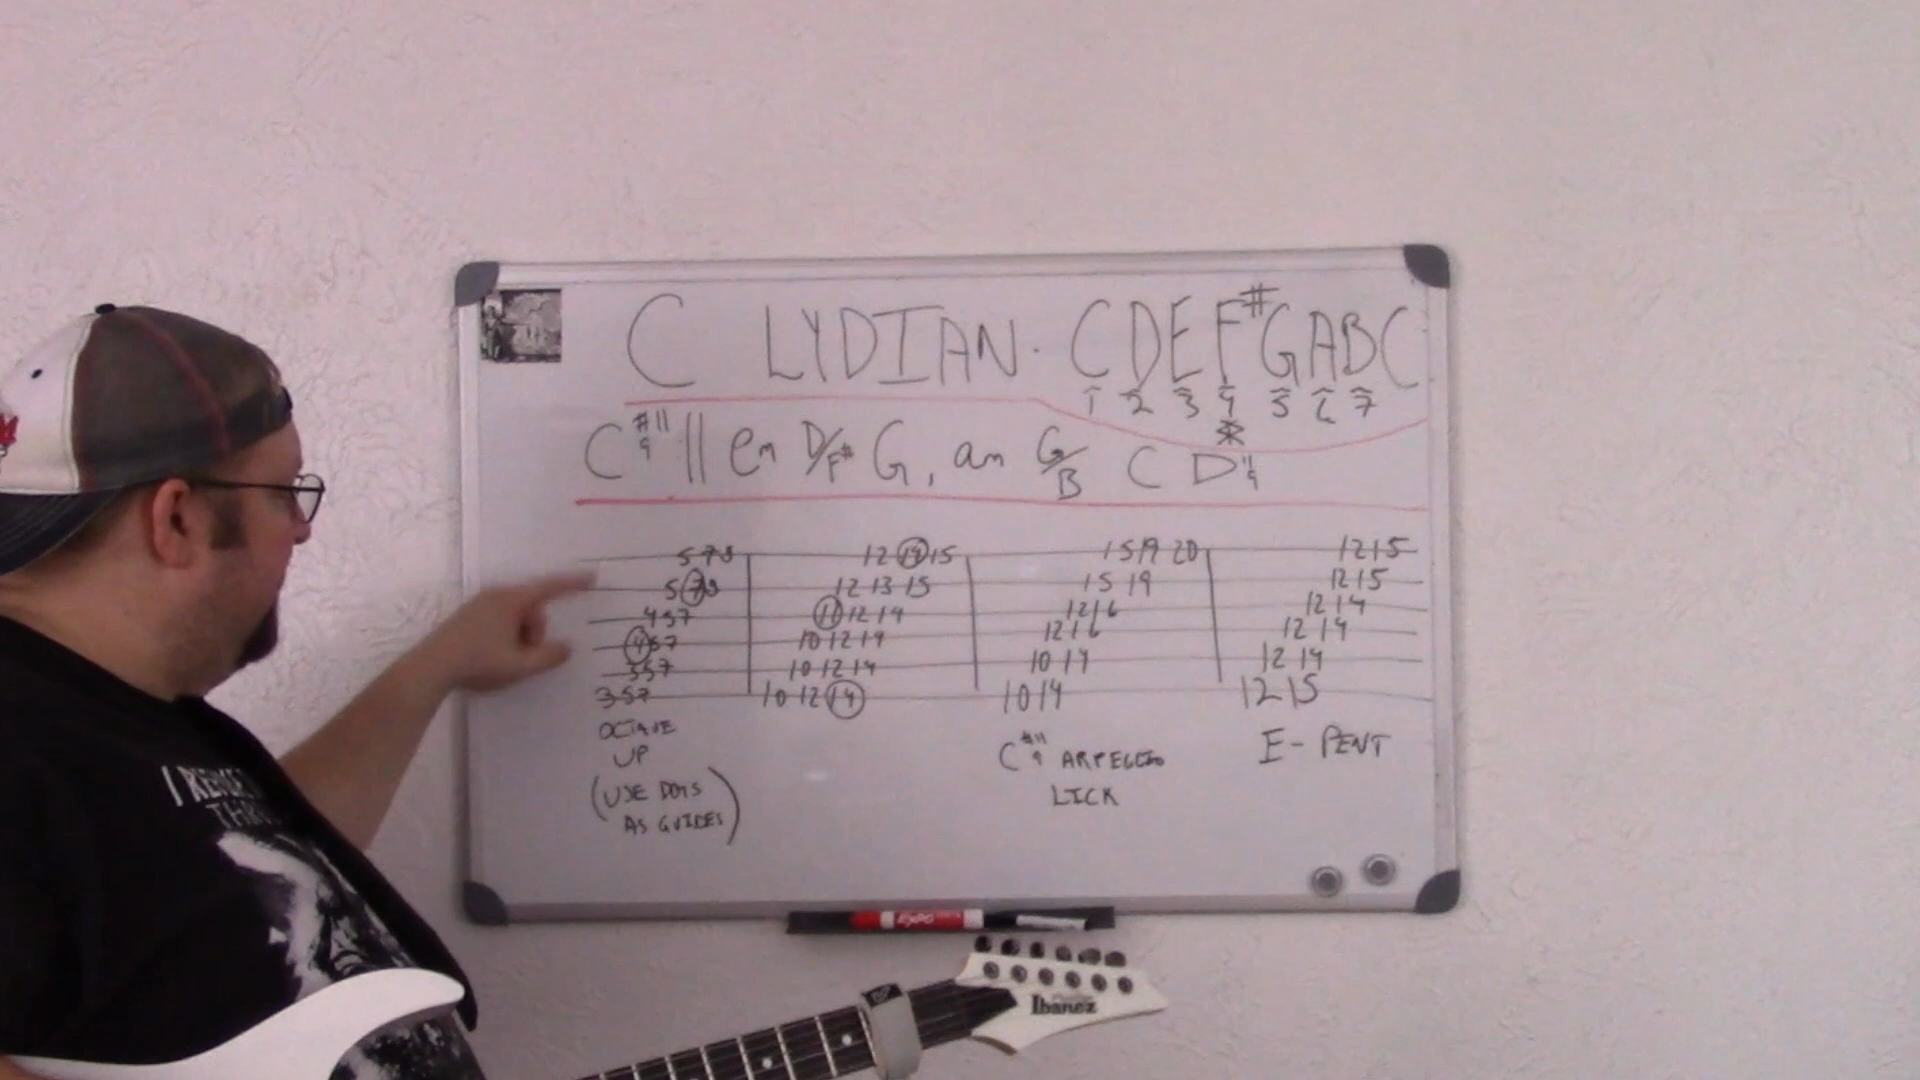 C LYDIAN. C D E F# G A B C
1 2 3 4 5 6 7
*
C #11 9 || em D/F# G, am G/B C D 11 9
5 7 8 12 14 15 15 19 20 12 15
5 7 8 12 13 15 15 19 12 15
4 5 7 11 12 14 12 16 12 14
4 5 7 10 12 14 12 16 12 14
3 5 7 10 12 14 10 14 12 14
3 5 7 10 12 14 10 14 12 15
OCTAVE
UP
(USE DOTS
AS GUIDES)
C #11 9 ARPEGGIO
LICK
E- PENT
EXPO
Ibanez